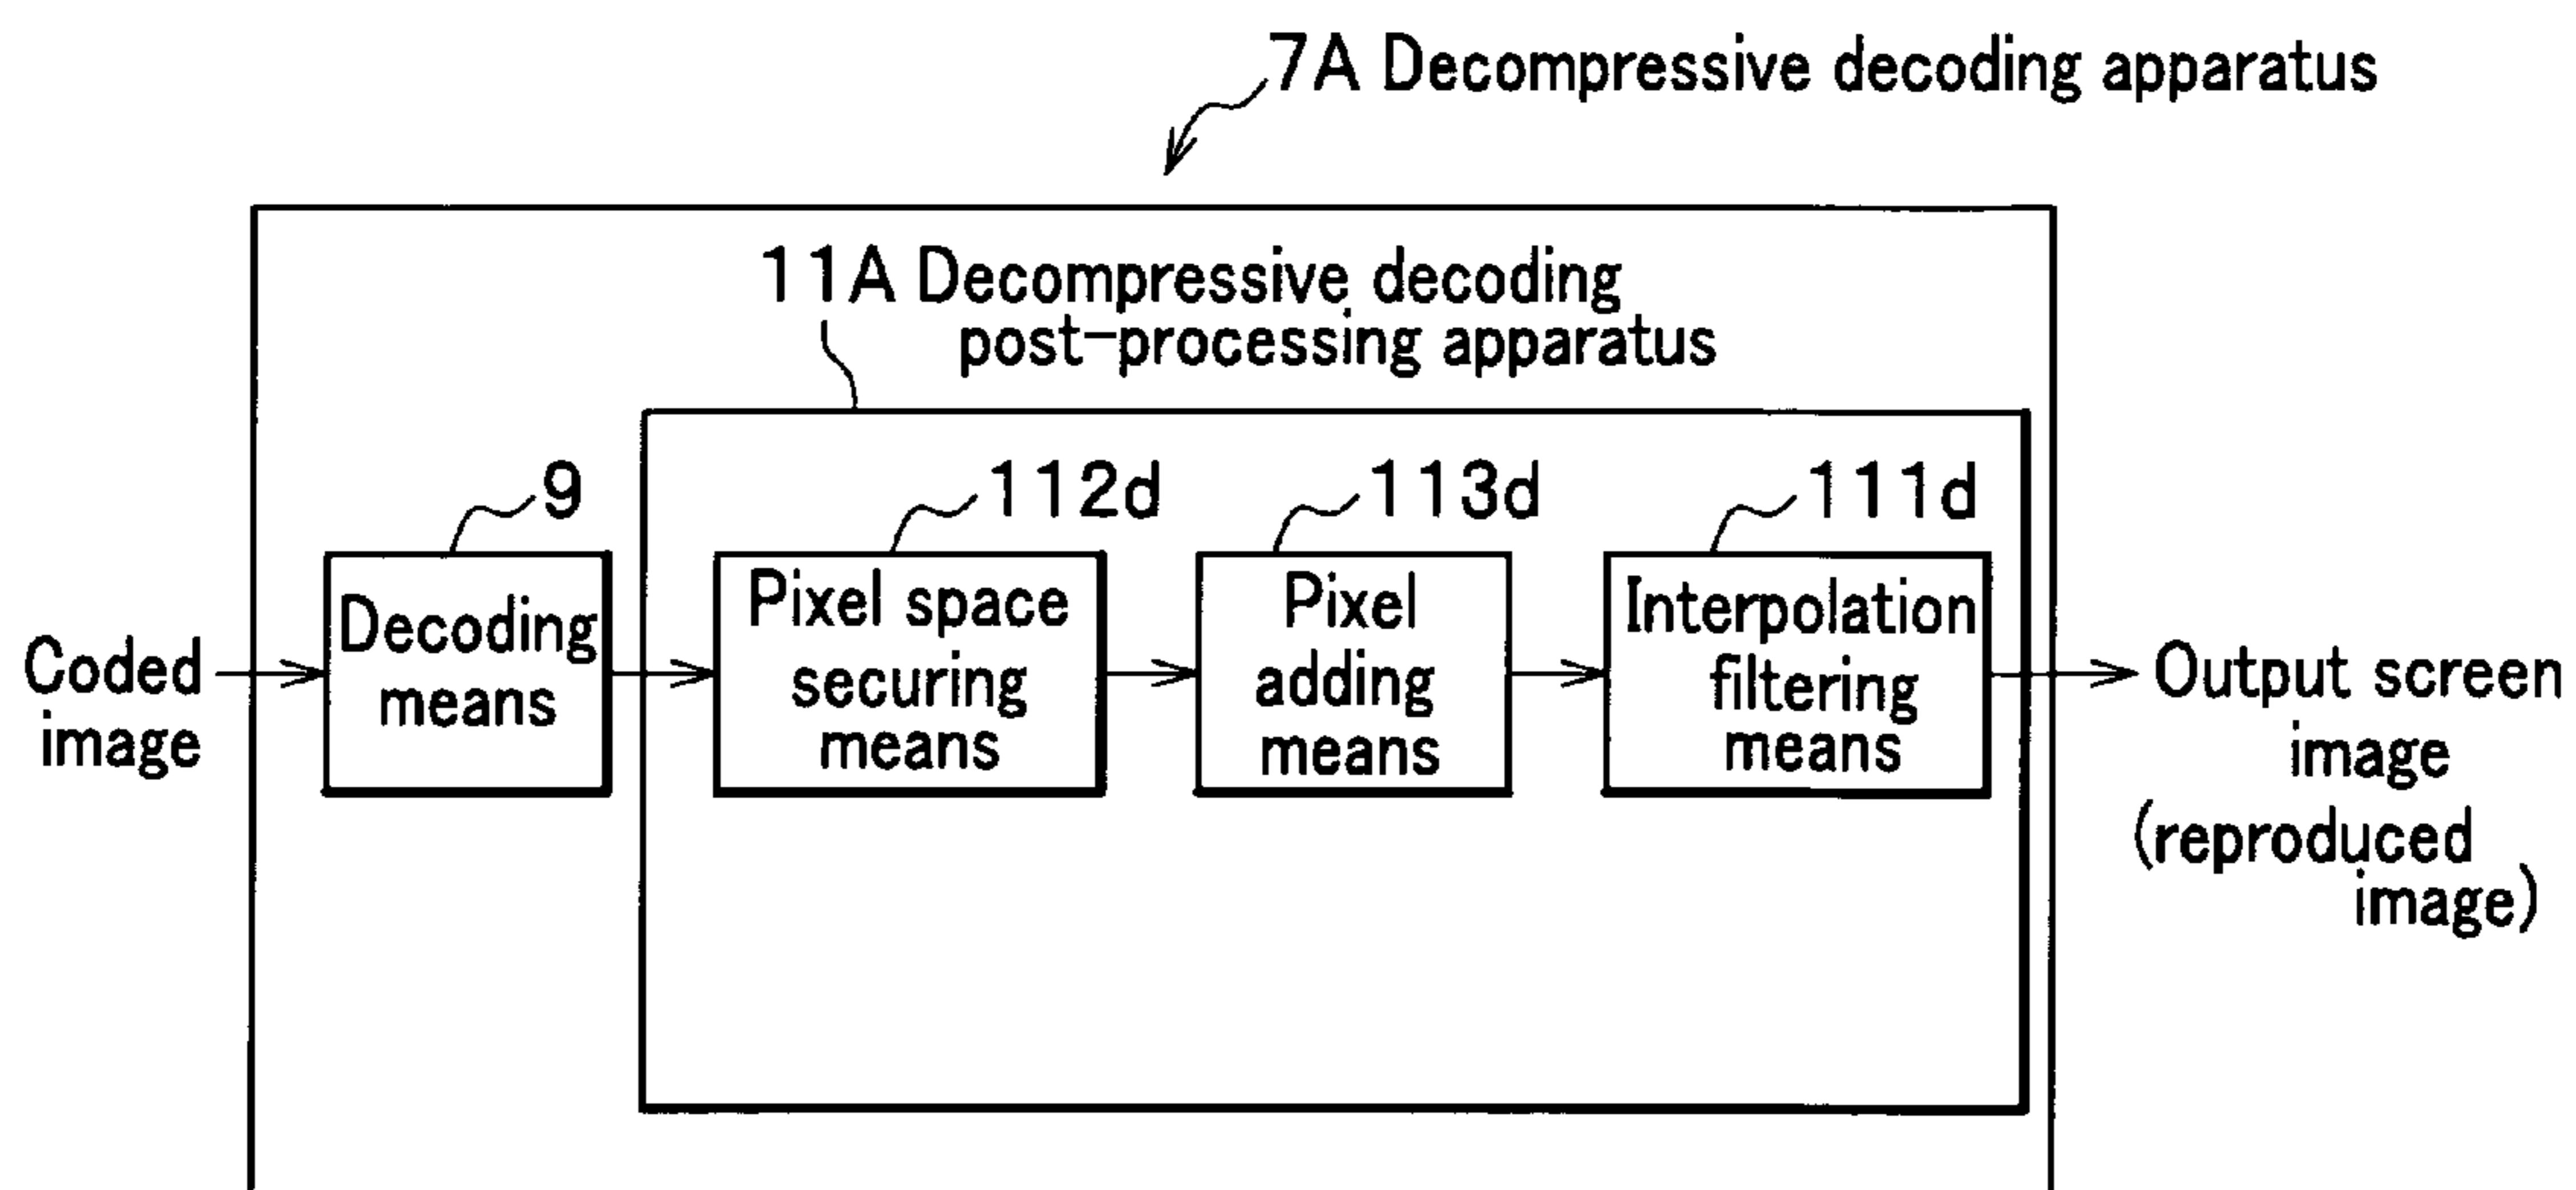 7A Decompressive decoding apparatus
11A Decompressive decoding
post-processing apparatus
9
112d
113d
111d
Coded
image
Decoding
means
Pixel space
securing
means
Pixel
adding
means
Interpolation
filtering
means
Output screen
image
(reproduced
image)